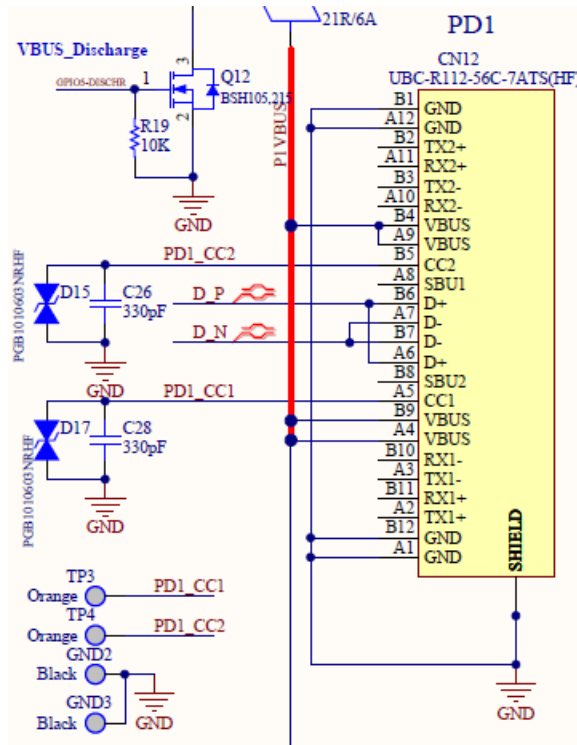 21R/6A
PD1
VBUS_Discharge
CN12
UBC-R112-56C-7ATS(HF)
GPIO5-DISCHR
1
3
2
Q12
BSH105,215
R19
10K
GND
P1VBUS
B1 GND
A12 GND
B2 TX2+
A11 RX2+
B3 TX2-
A10 RX2-
B4 VBUS
A9 VBUS
B5 CC2
A8 SBU1
B6 D+
A7 D-
B7 D-
A6 D+
B8 SBU2
A5 CC1
B9 VBUS
A4 VBUS
B10 RX1-
A3 TX1-
B11 RX1+
A2 TX1+
B12 GND
A1 GND
SHIELD
GND
PD1_CC2
PGB1010603NRHF
D15
C26
330pF
GND
D_P
D_N
PD1_CC1
PGB1010603NRHF
D17
C28
330pF
GND
TP3
Orange
PD1_CC1
TP4
Orange
PD1_CC2
GND2
Black
GND3
Black
GND